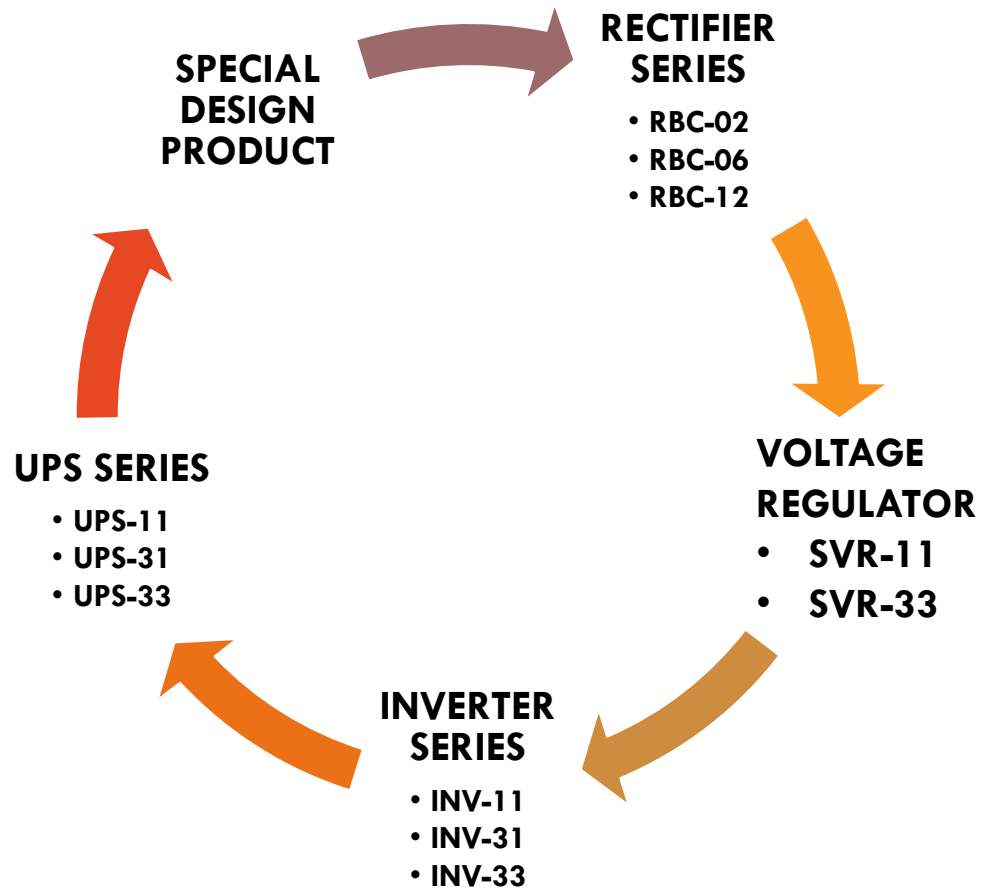 SPECIAL
DESIGN
PRODUCT
RECTIFIER
SERIES
• RBC-02
• RBC-06
• RBC-12
VOLTAGE
REGULATOR
• SVR-11
• SVR-33
INVERTER
SERIES
• INV-11
• INV-31
• INV-33
UPS SERIES
• UPS-11
• UPS-31
• UPS-33